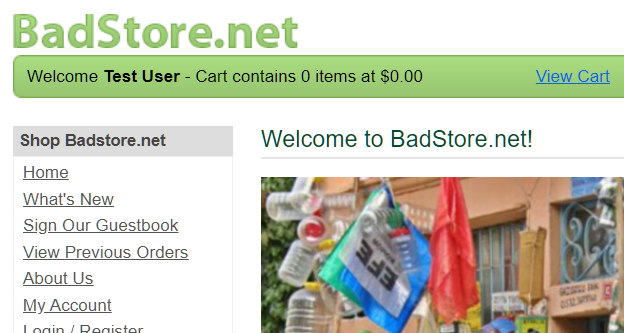 BadStore.net
Welcome Test User - Cart contains 0 items at $0.00 View Cart
Shop Badstore.net
Home
What's New
Sign Our Guestbook
View Previous Orders
About Us
My Account
Login / Register
Welcome to BadStore.net!
EFE